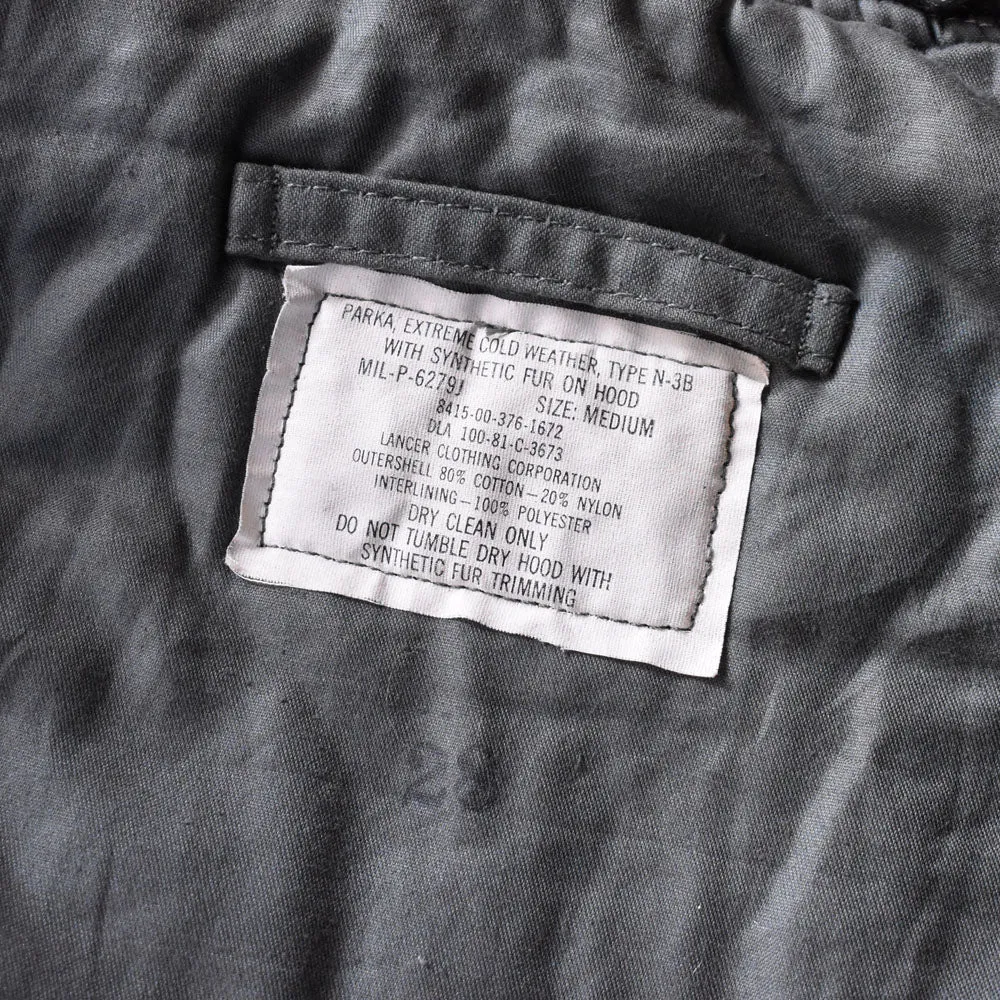 PARKA, EXTREME COLD WEATHER, TYPE N-3B
WITH SYNTHETIC FUR ON HOOD
MIL-P-6279I SIZE: MEDIUM
8415-00-376-1672
DLA 100-81-C-3673
LANCER CLOTHING CORPORATION
OUTERSHELL 80% COTTON—20% NYLON
INTERLINING—100% POLYESTER
DRY CLEAN ONLY
DO NOT TUMBLE DRY HOOD WITH
SYNTHETIC FUR TRIMMING